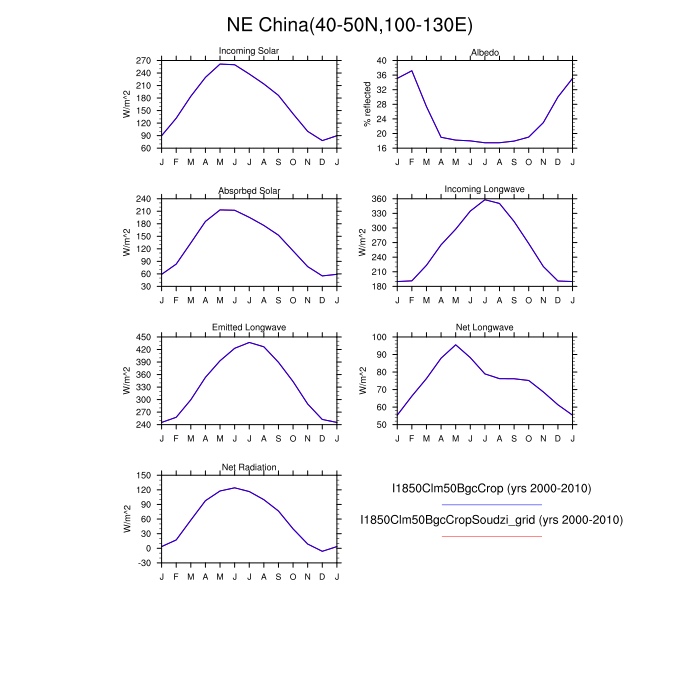 NE China(40-50N,100-130E)
Incoming Solar
W/m^2
270
240
210
180
150
120
90
60
J F M A M J J A S O N D J
Albedo
% reflected
40
36
32
28
24
20
16
J F M A M J J A S O N D J
Absorbed Solar
W/m^2
240
210
180
150
120
90
60
30
J F M A M J J A S O N D J
Incoming Longwave
W/m^2
360
330
300
270
240
210
180
J F M A M J J A S O N D J
Emitted Longwave
W/m^2
450
420
390
360
330
300
270
240
J F M A M J J A S O N D J
Net Longwave
W/m^2
100
90
80
70
60
50
J F M A M J J A S O N D J
Net Radiation
W/m^2
150
120
90
60
30
0
-30
J F M A M J J A S O N D J
I1850Clm50BgcCrop (yrs 2000-2010)
I1850Clm50BgcCropSoudzi_grid (yrs 2000-2010)